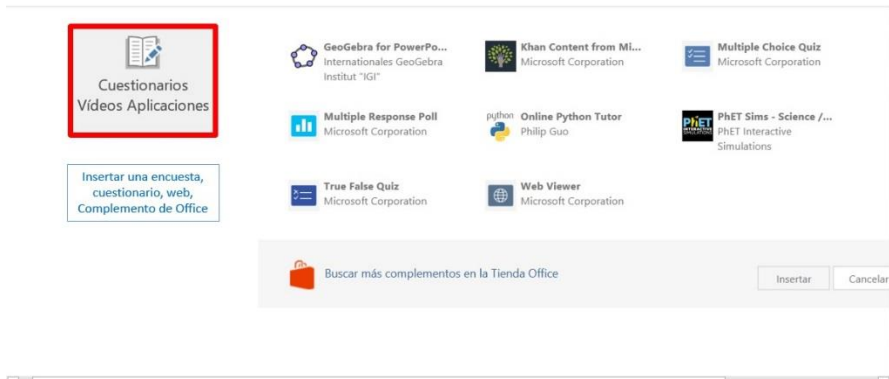 Cuestionarios
Vídeos Aplicaciones
Insertar una encuesta,
cuestionario, web,
Complemento de Office
GeoGebra for PowerPo...
Internationales GeoGebra
Institut "IGI"
Khan Content from Mi...
Microsoft Corporation
Multiple Choice Quiz
Microsoft Corporation
Multiple Response Poll
Microsoft Corporation
python
Online Python Tutor
Philip Guo
PhET
INTERACTIVE
SIMULATIONS
PhET Sims - Science /...
PhET Interactive
Simulations
True False Quiz
Microsoft Corporation
Web Viewer
Microsoft Corporation
Buscar más complementos en la Tienda Office
Insertar
Cancelar